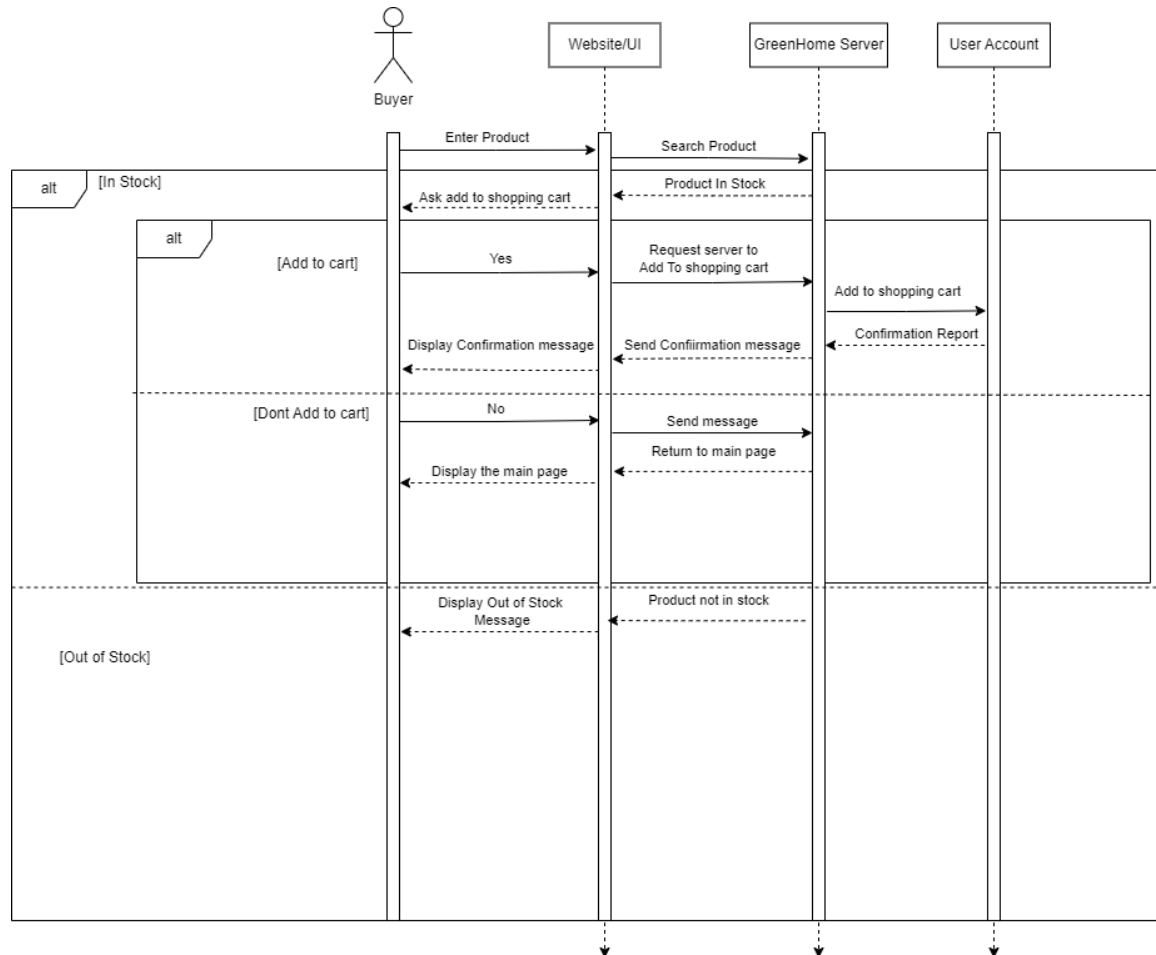 Website/UI
GreenHome Server
User Account
Buyer
Enter Product
Search Product
alt
[In Stock]
Product In Stock
Ask add to shopping cart
alt
[Add to cart]
Yes
Request server to
Add To shopping cart
Add to shopping cart
Confirmation Report
Display Confirmation message
Send Confiirmation message
[Dont Add to cart]
No
Send message
Return to main page
Display the main page
Product not in stock
Display Out of Stock
Message
[Out of Stock]